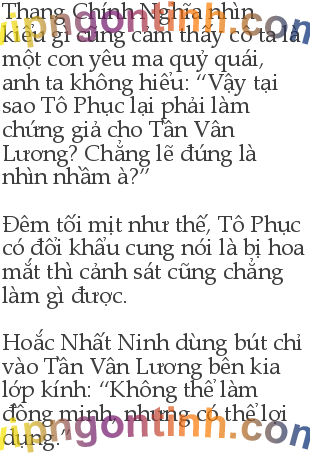 Thang Chính Nghĩa nhìn
kiểu gì cũng cảm thấy cô ta là
một con yêu ma quỷ quái,
anh ta không hiểu: “Vậy tại
sao Tô Phục lại phải làm
chứng giả cho Tần Vân
Lương? Chẳng lẽ đúng là
nhìn nhầm à?”
Đêm tối mịt như thế, Tô Phục
có đổi khẩu cung nói là bị hoa
mắt thì cảnh sát cũng chẳng
làm gì được.
Hoắc Nhất Ninh dùng bút chỉ
vào Tần Vân Lương bên kia
lớp kính: “Không thể làm
đồng minh, nhưng có thể lợi
dụng.”
vipngontinh.com
vipngontinh.com